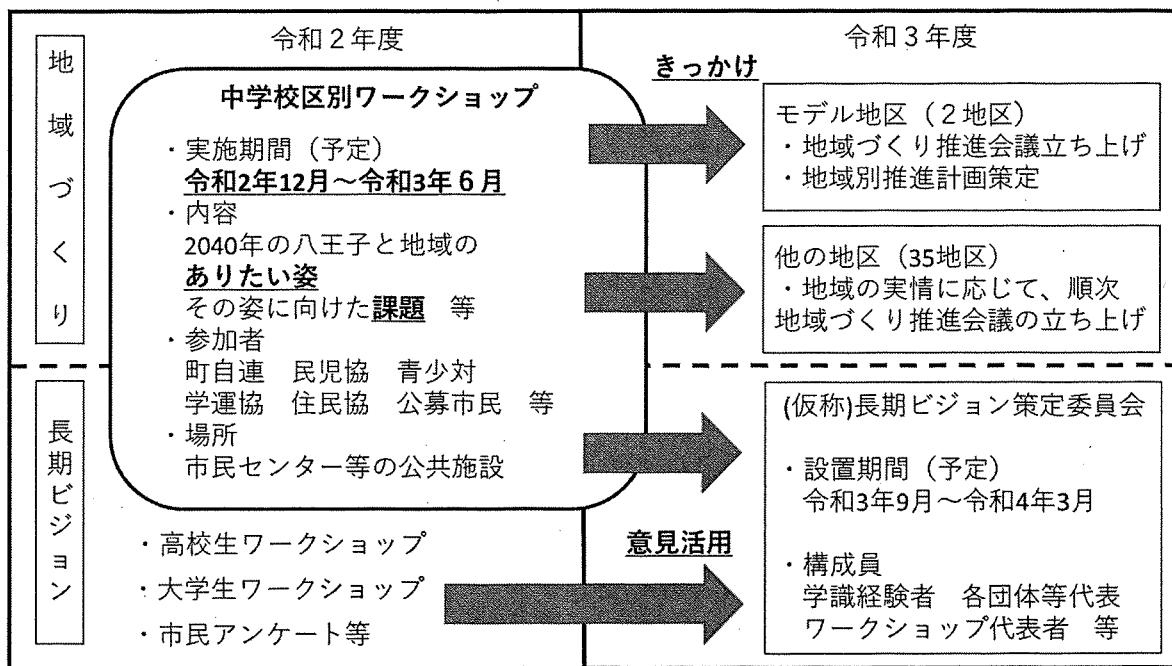 地域づくり
令和２年度
中学校区別ワークショップ
・実施期間（予定）
令和2年12月～令和3年６月
・内容
2040年の八王子と地域の
ありたい姿
その姿に向けた課題　等
・参加者
町自連　民児協　青少対
学運協　住民協　公募市民　等
・場所
市民センター等の公共施設
令和３年度
きっかけ
モデル地区（２地区）
・地域づくり推進会議立ち上げ
・地域別推進計画策定
他の地区（35地区）
・地域の実情に応じて、順次
地域づくり推進会議の立ち上げ
長期ビジョン
・高校生ワークショップ
・大学生ワークショップ
・市民アンケート等
意見活用
(仮称)長期ビジョン策定委員会
・設置期間（予定）
令和3年9月～令和4年3月
・構成員
学識経験者　各団体等代表
ワークショップ代表者　等